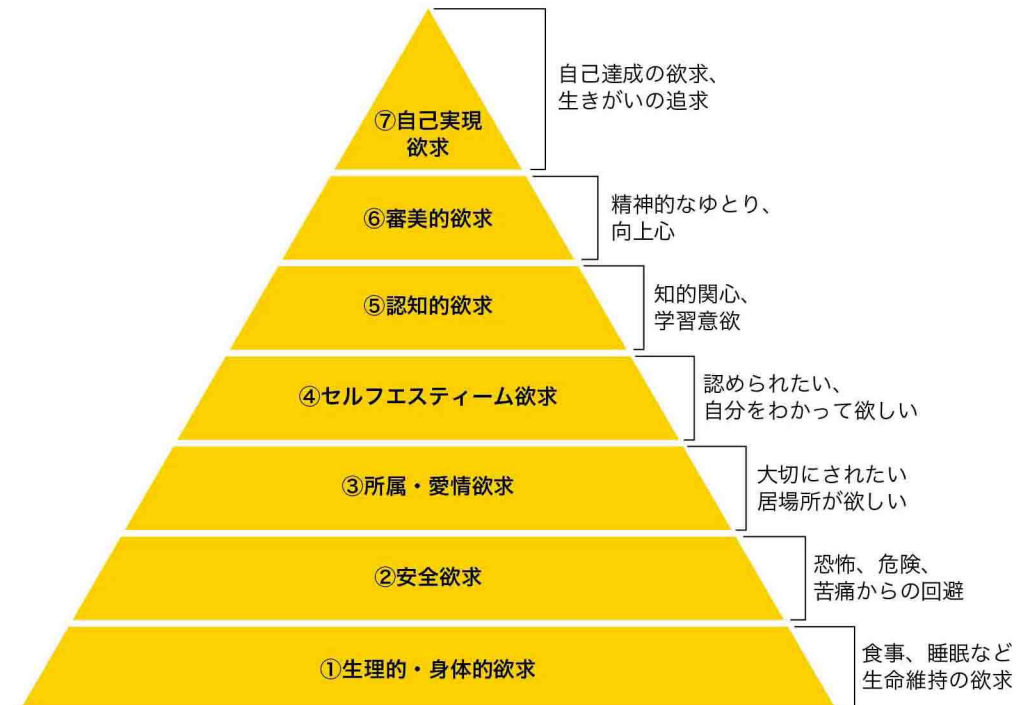 ⑦自己実現
欲求
自己達成の欲求、
生きがいの追求
⑥審美的欲求
精神的なゆとり、
向上心
⑤認知的欲求
知的関心、
学習意欲
④セルフエスティーム欲求
認められたい、
自分をわかって欲しい
③所属・愛情欲求
大切にされたい
居場所が欲しい
②安全欲求
恐怖、危険、
苦痛からの回避
①生理的・身体的欲求
食事、睡眠など
生命維持の欲求